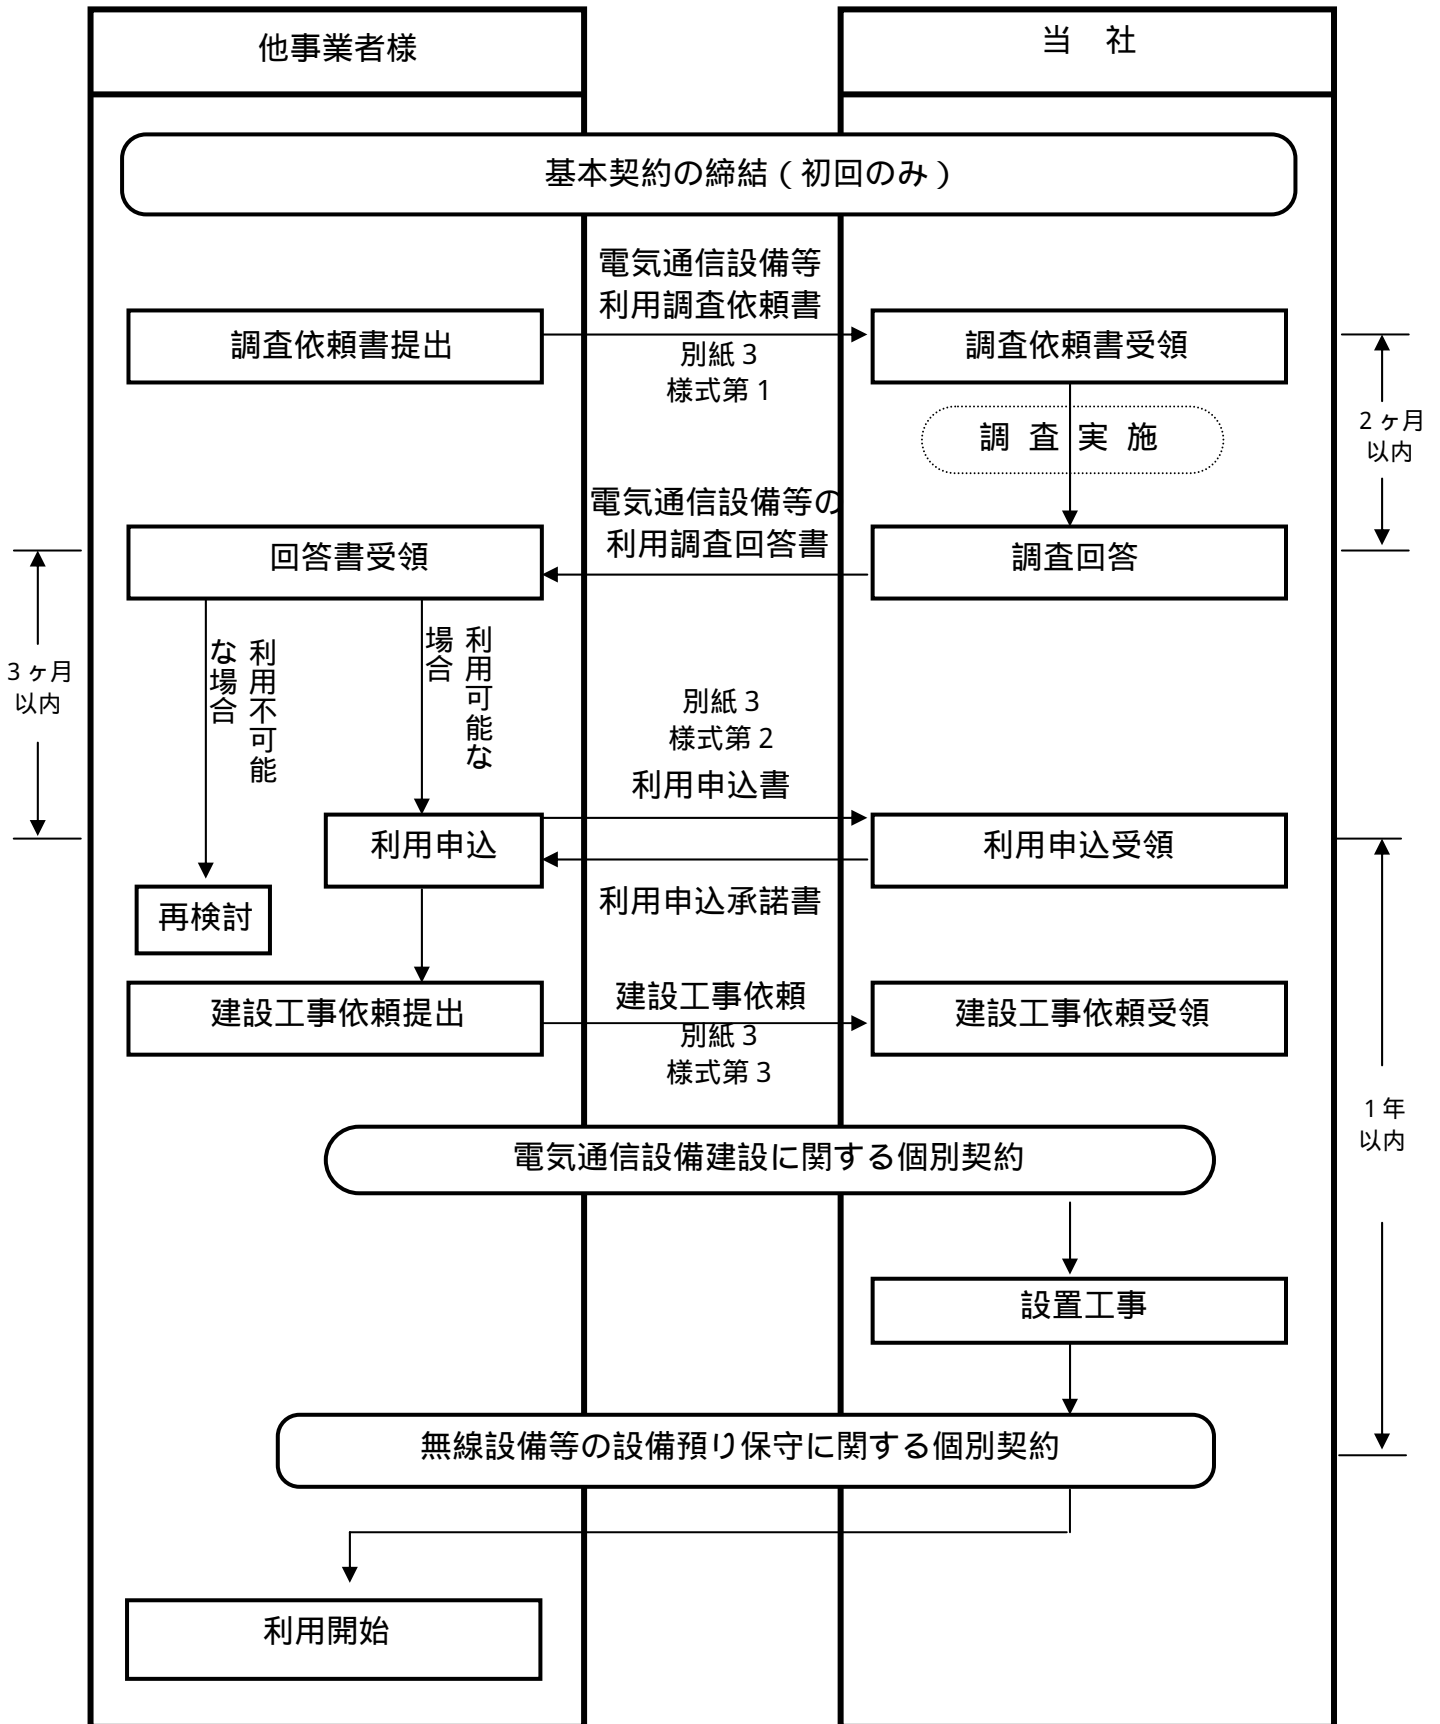 他事業者様
当　社
基本契約の締結（初回のみ）
電気通信設備等
利用調査依頼書
調査依頼書提出
調査依頼書受領
別紙３
様式第１
２ヶ月
以内
調 査 実 施
電気通信設備等の
利用調査回答書
回答書受領
調査回答
３ヶ月
以内
利用不可能
な場合
利用可能な
場合
別紙３
様式第２
利用申込書
利用申込
利用申込受領
利用申込承諾書
再検討
建設工事依頼提出
建設工事依頼
建設工事依頼受領
別紙３
様式第３
１年
以内
電気通信設備建設に関する個別契約
設置工事
無線設備等の設備預り保守に関する個別契約
利用開始